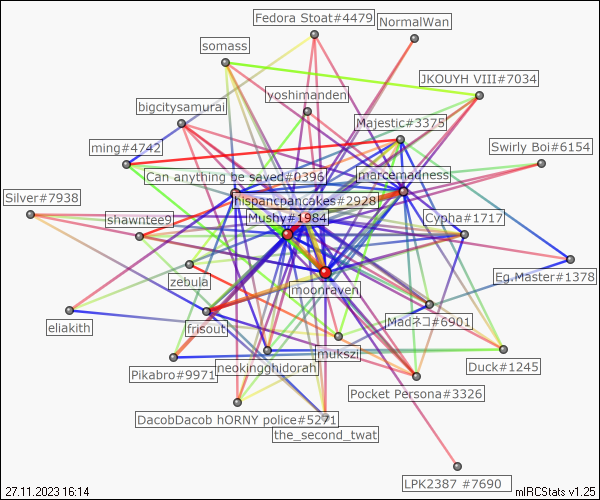 Fedora Stoat#4479
NormalWan
somass
JKOUYH VIII#7034
yoshimanden
bigcitysamurai
Majestic#3375
ming#4742
Swirly Boi#6154
Can anything be saved#0396
marcemadness
Silver#7938
hispancpancakes#2928
shawntee9
Mushy#1984
Cypha#1717
zebula
Eg.Master#1378
moonraven
eliakith
frisout
Madネコ#6901
mukszi
Pikabro#9971
neokingghidorah
Duck#1245
Pocket Persona#3326
DacobDacob hORNY police#5271
the_second_twat
LPK2387 #7690
27.11.2023 16:14
mIRCStats v1.25